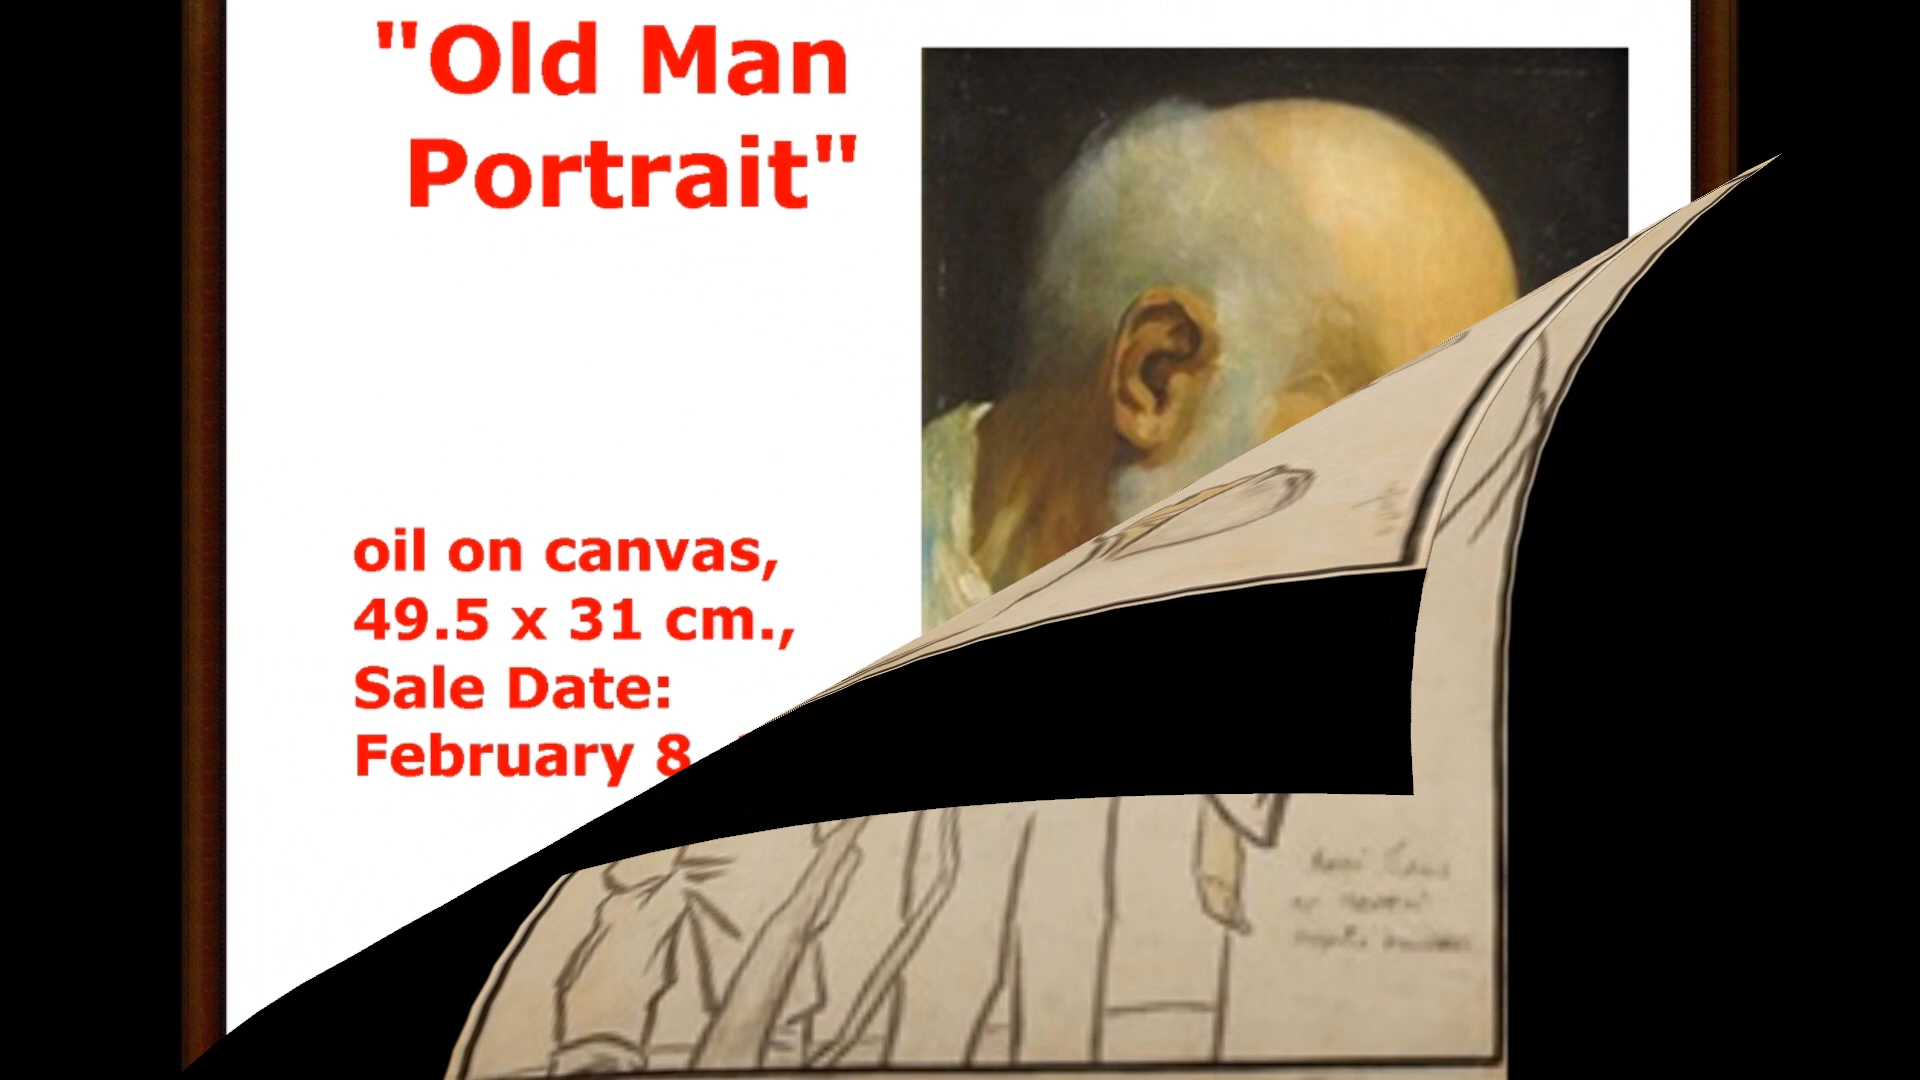 "Old Man
Portrait"
oil on canvas,
49.5 x 31 cm.,
Sale Date:
February 8